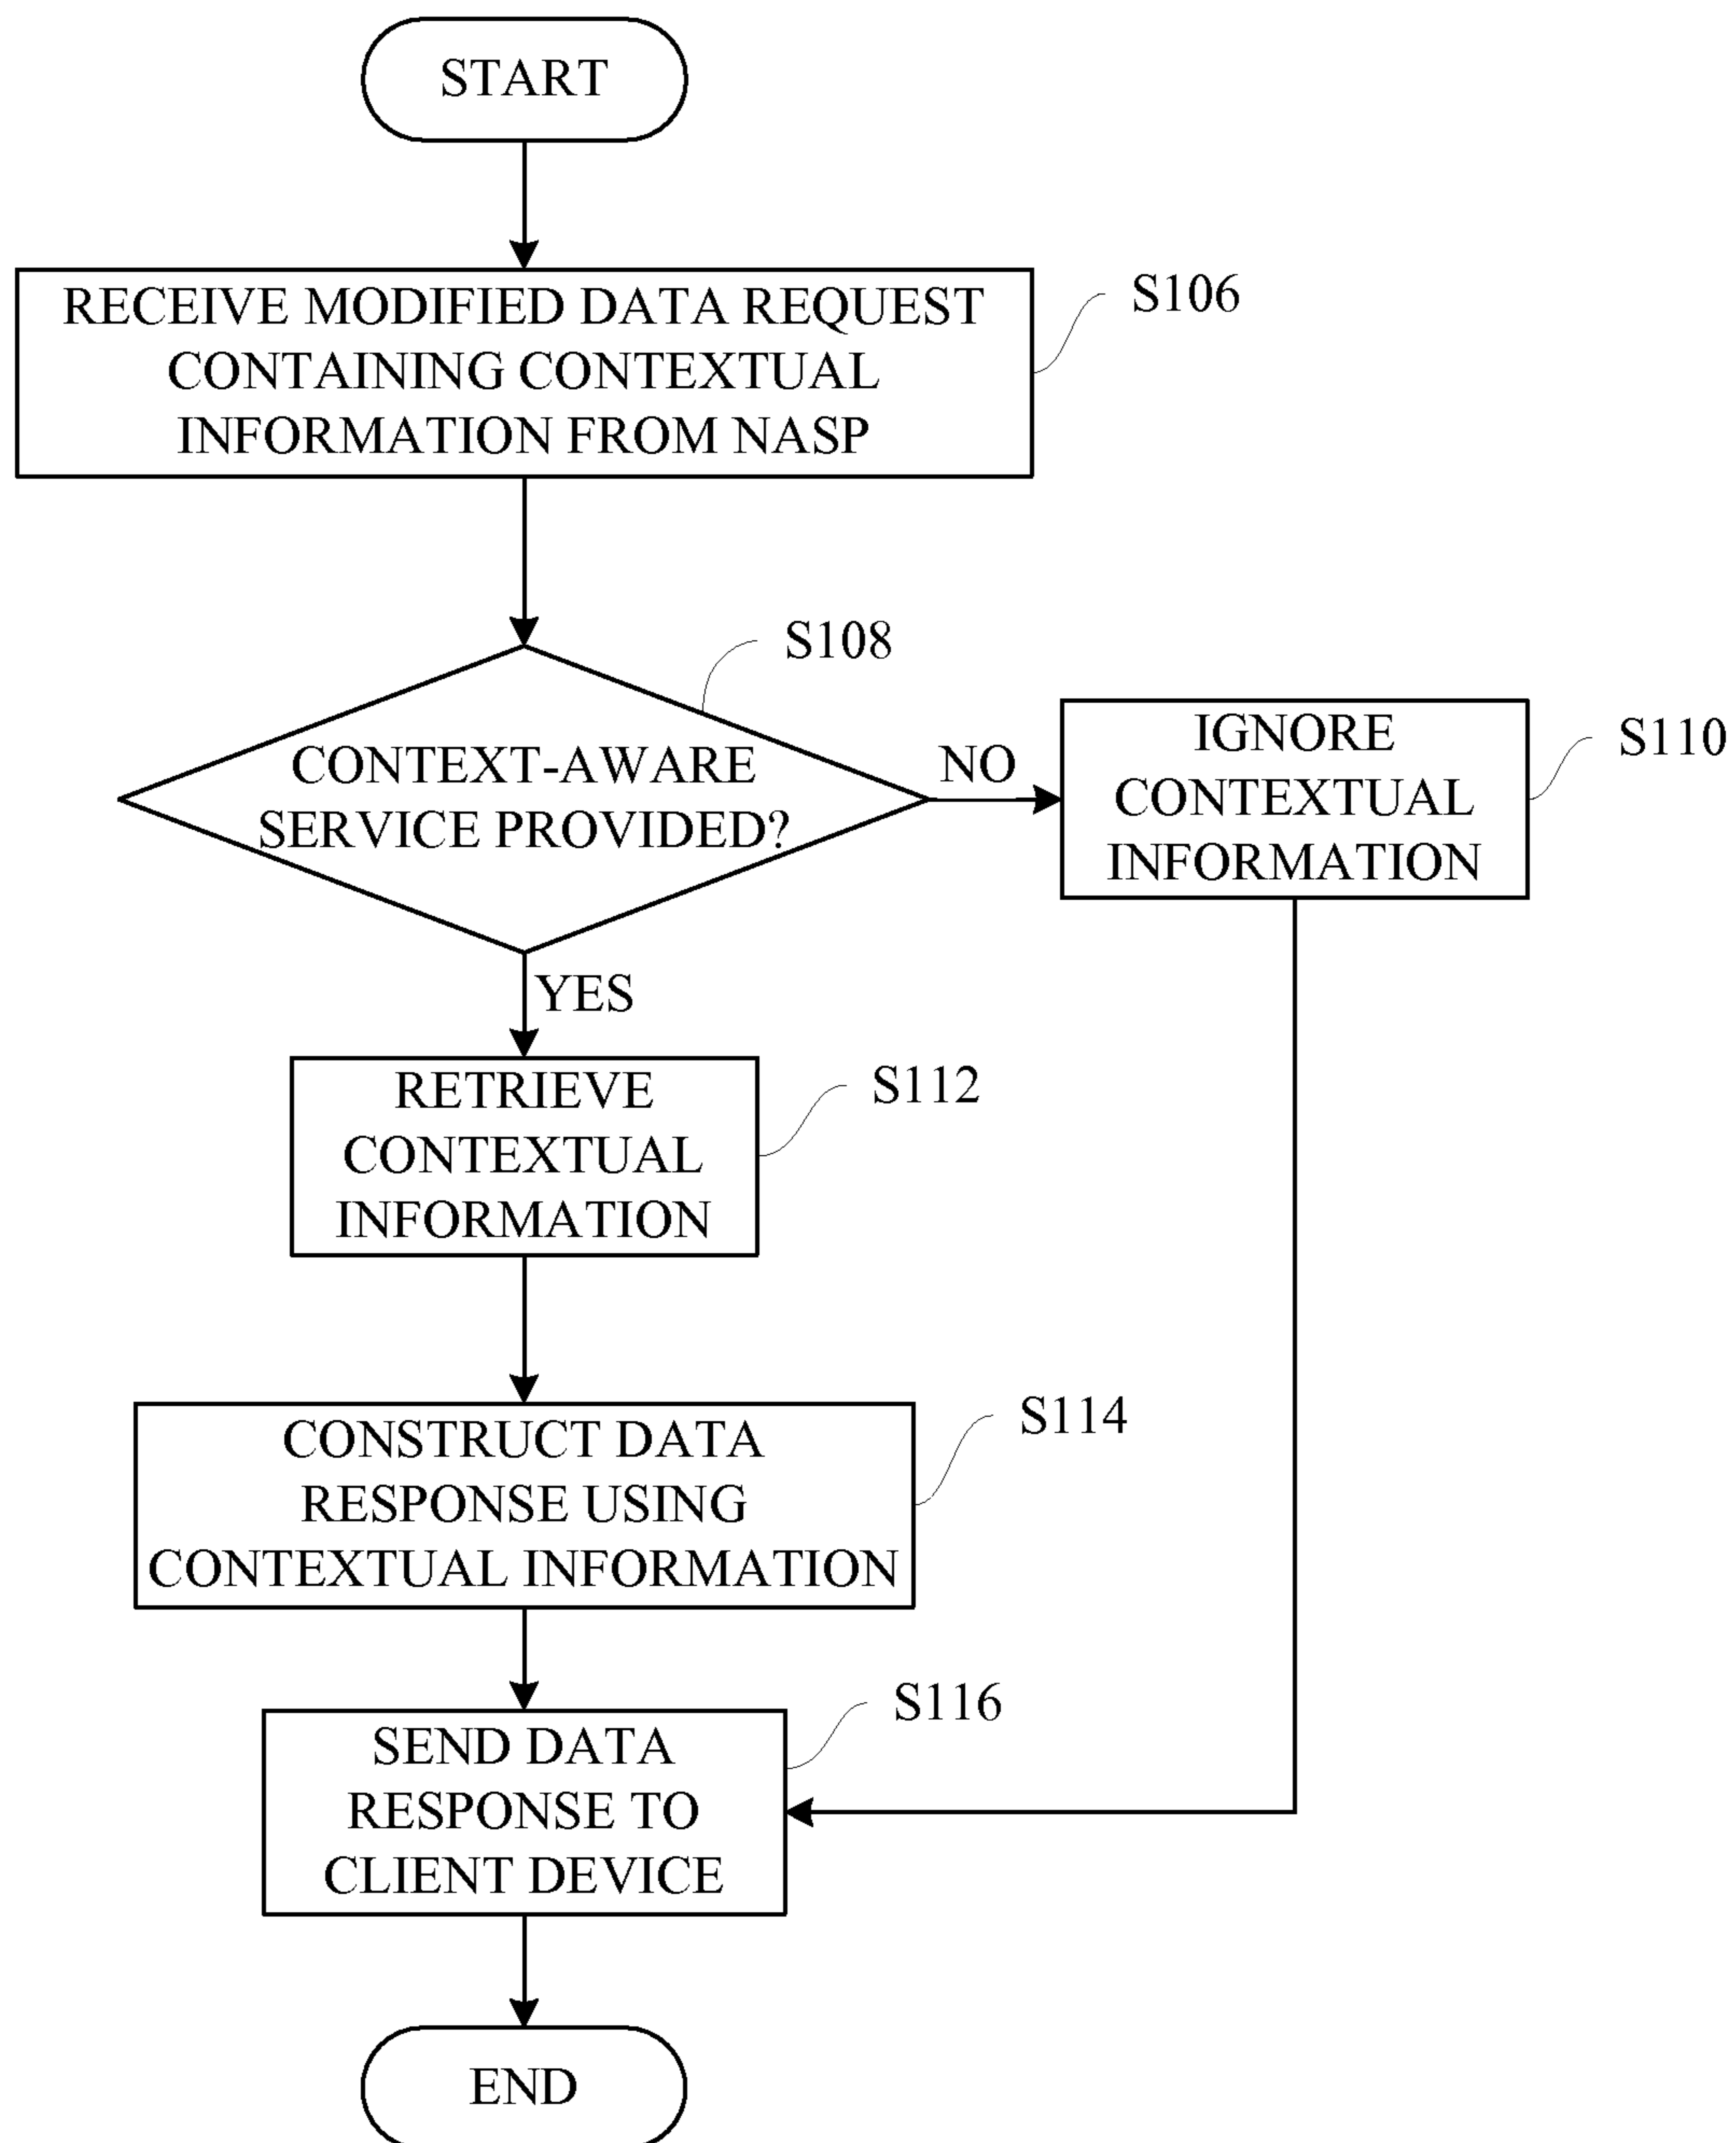 START
RECEIVE MODIFIED DATA REQUEST
CONTAINING CONTEXTUAL
INFORMATION FROM NASP
S106
S108
CONTEXT-AWARE
SERVICE PROVIDED?
NO
IGNORE
CONTEXTUAL
INFORMATION
S110
YES
RETRIEVE
CONTEXTUAL
INFORMATION
S112
CONSTRUCT DATA
RESPONSE USING
CONTEXTUAL INFORMATION
S114
SEND DATA
RESPONSE TO
CLIENT DEVICE
S116
END